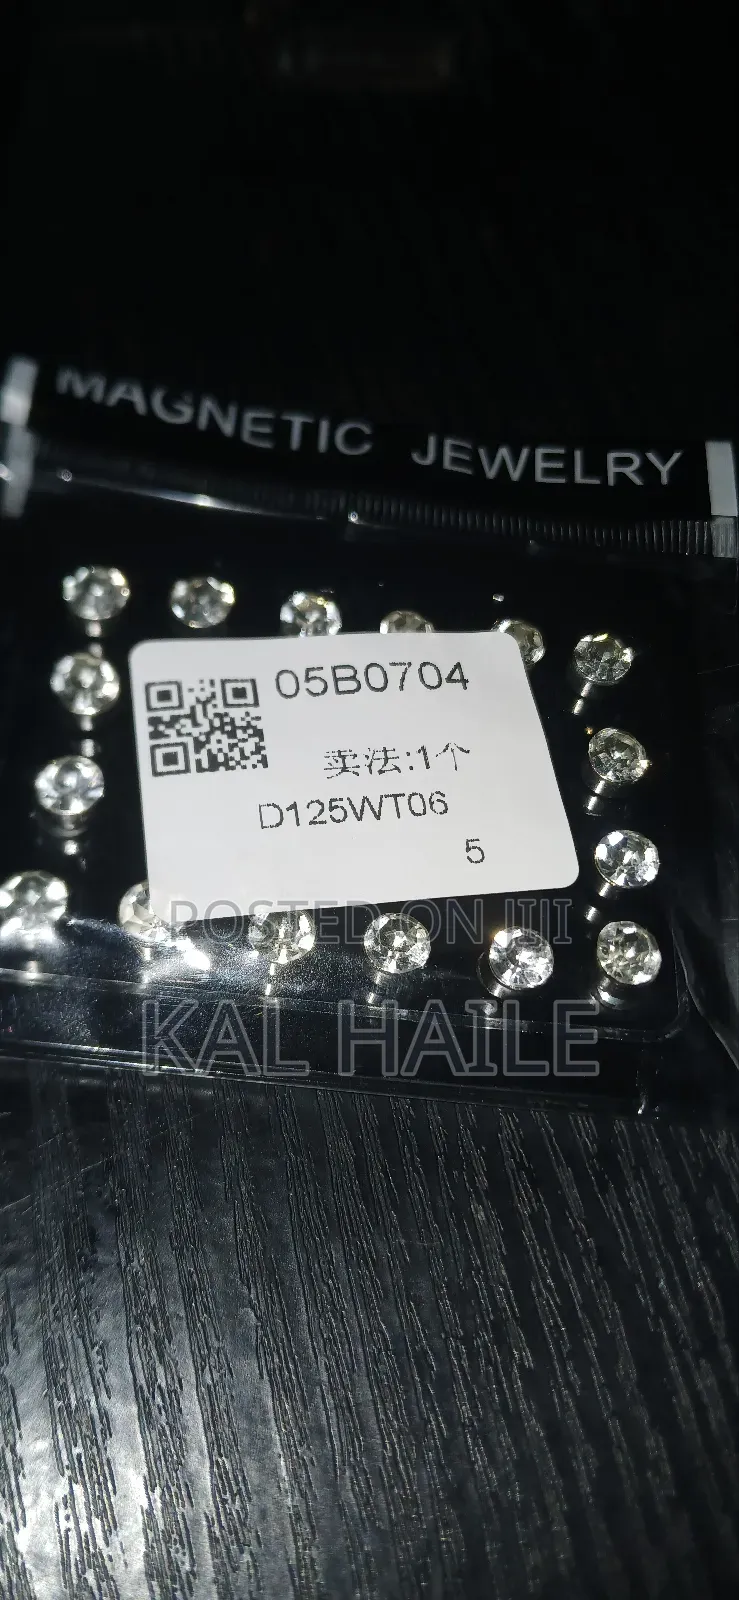 MAGNETIC JEWELRY
05B0704
卖法:1个
D125WT06
5
POSTED ON JIJI
KAL HAILE